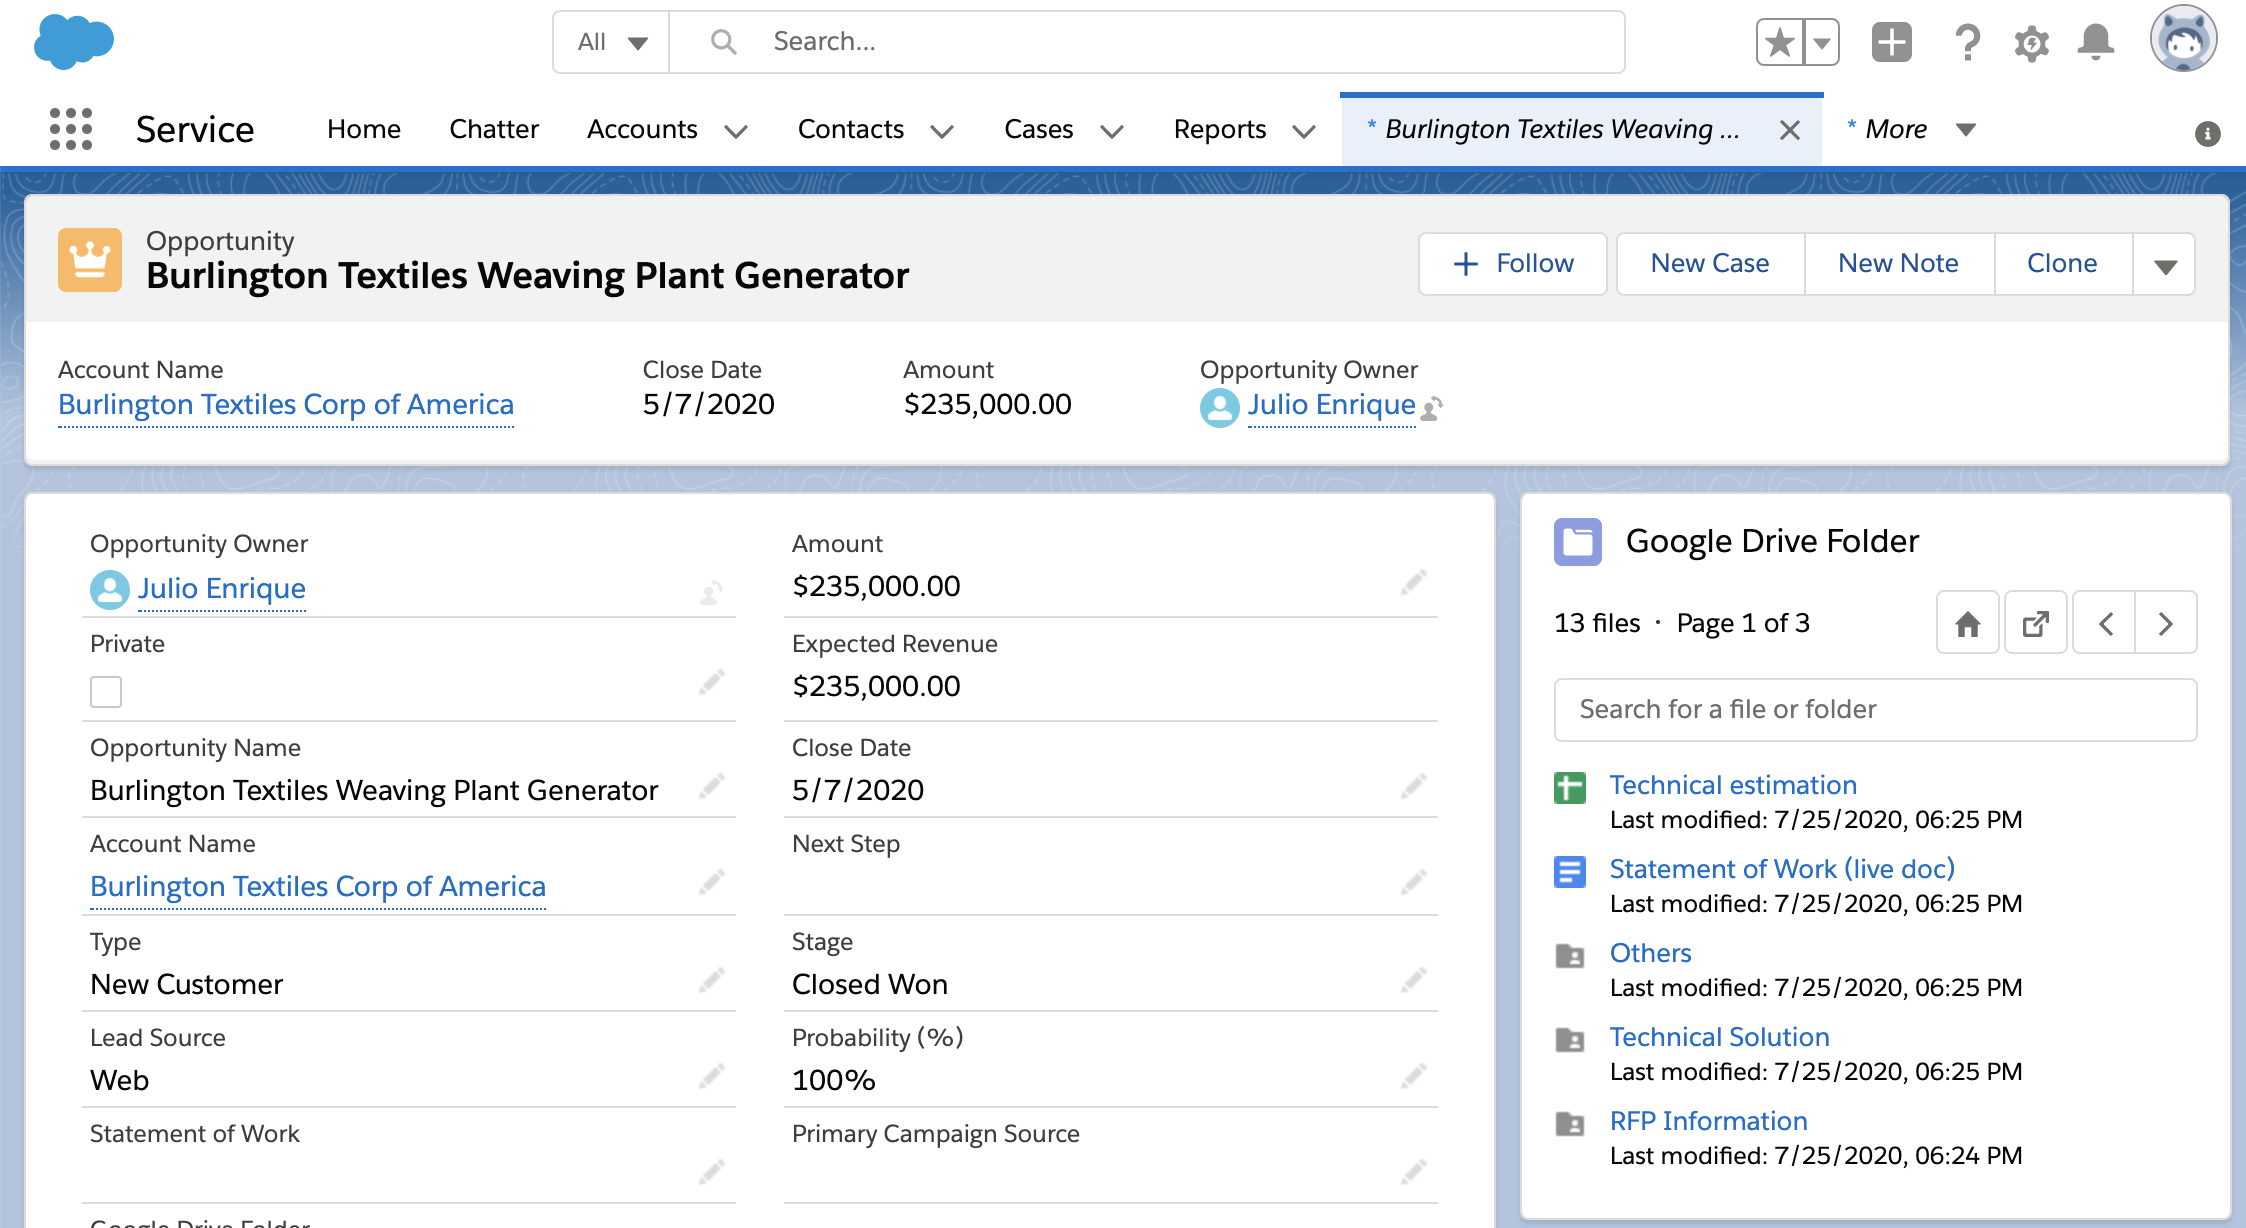 All
Search...
Service
Home
Chatter
Accounts
Contacts
Cases
Reports
* Burlington Textiles Weaving ...
* More
Opportunity
Burlington Textiles Weaving Plant Generator
Follow
New Case
New Note
Clone
Account Name
Burlington Textiles Corp of America
Close Date
5/7/2020
Amount
$235,000.00
Opportunity Owner
Julio Enrique
Opportunity Owner
Julio Enrique
Private
Opportunity Name
Burlington Textiles Weaving Plant Generator
Account Name
Burlington Textiles Corp of America
Type
New Customer
Lead Source
Web
Statement of Work
Google Drive Folder
Amount
$235,000.00
Expected Revenue
$235,000.00
Close Date
5/7/2020
Next Step
Stage
Closed Won
Probability (%)
100%
Primary Campaign Source
Google Drive Folder
13 files · Page 1 of 3
Search for a file or folder
Technical estimation
Last modified: 7/25/2020, 06:25 PM
Statement of Work (live doc)
Last modified: 7/25/2020, 06:25 PM
Others
Last modified: 7/25/2020, 06:25 PM
Technical Solution
Last modified: 7/25/2020, 06:25 PM
RFP Information
Last modified: 7/25/2020, 06:24 PM